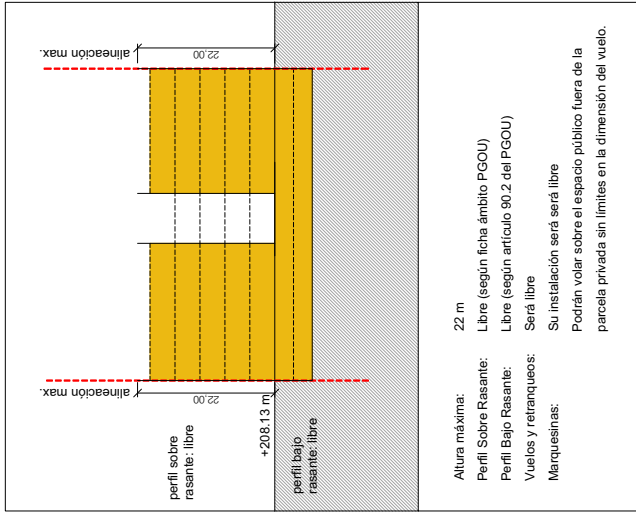 alineación max.
22,00
alineación max.
22,00
perfil sobre
rasante: libre
+208.13 m
perfil bajo
rasante: libre
Altura máxima: 22 m
Perfil Sobre Rasante: Libre (según ficha ámbito PGOU)
Perfil Bajo Rasante: Libre (según artículo 90.2 del PGOU)
Vuelos y retranqueos: Será libre
Marquesinas: Su instalación será será libre
Podrán volar sobre el espacio público fuera de la
parcela privada sin límites en la dimensión del vuelo.